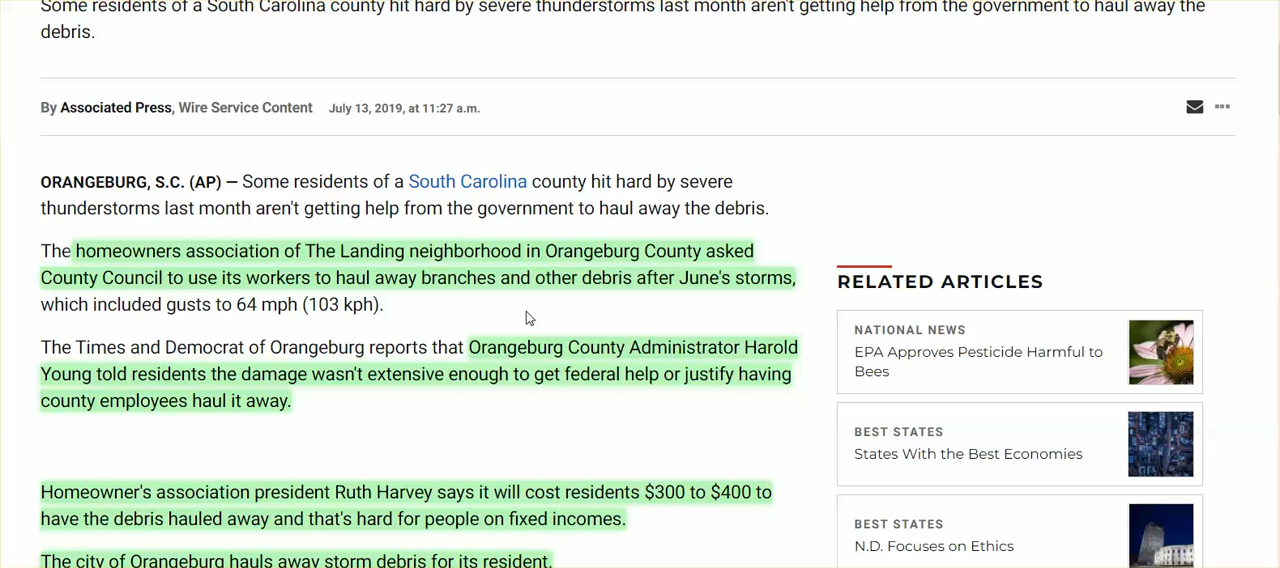 Some residents of a South Carolina county hit hard by severe thunderstorms last month aren't getting help from the government to haul away the
debris.
By Associated Press, Wire Service Content July 13, 2019, at 11:27 a.m.
ORANGEBURG, S.C. (AP) — Some residents of a South Carolina county hit hard by severe
thunderstorms last month aren't getting help from the government to haul away the debris.
The homeowners association of The Landing neighborhood in Orangeburg County asked
County Council to use its workers to haul away branches and other debris after June's storms,
which included gusts to 64 mph (103 kph).
The Times and Democrat of Orangeburg reports that Orangeburg County Administrator Harold
Young told residents the damage wasn't extensive enough to get federal help or justify having
county employees haul it away.
Homeowner's association president Ruth Harvey says it will cost residents $300 to $400 to
have the debris hauled away and that's hard for people on fixed incomes.
The city of Orangeburg hauls away storm debris for its resident.
RELATED ARTICLES
NATIONAL NEWS
EPA Approves Pesticide Harmful to
Bees
BEST STATES
States With the Best Economies
BEST STATES
N.D. Focuses on Ethics